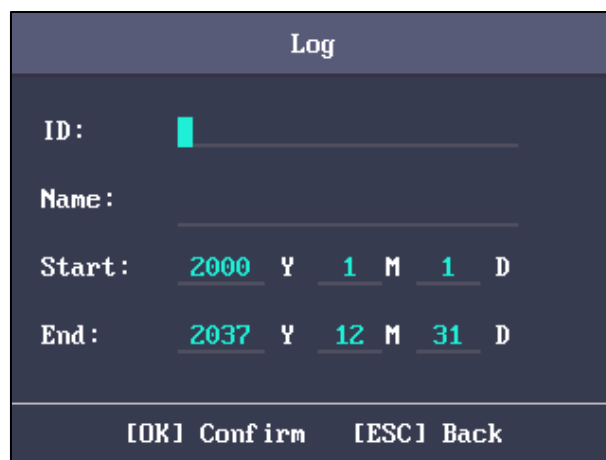 Log
ID:
Name:
Start: 2000 Y 1 M 1 D
End: 2037 Y 12 M 31 D
[OK] Confirm [ESC] Back